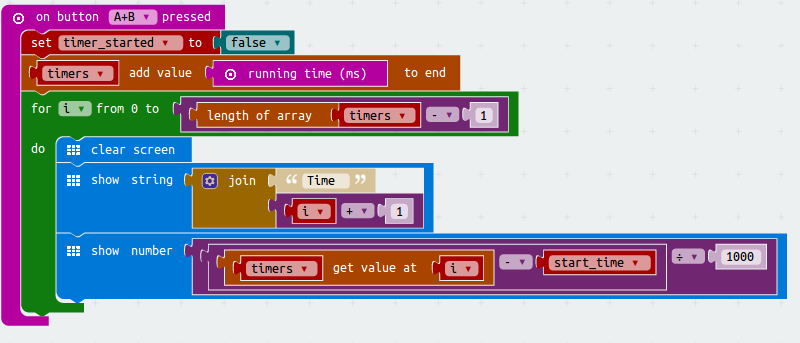 on button A+B pressed
set timer_started to false
timers add value running time (ms) to end
for i from 0 to length of array timers - 1
do
clear screen
show string join “ Time ”
i + 1
show number timers get value at i - start_time ÷ 1000